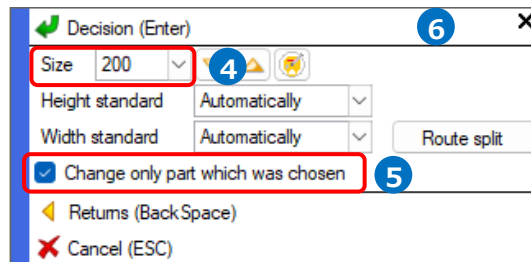 Decision (Enter) 6
Size 200 4
Height standard Automatically
Width standard Automatically Route split
Change only part which was chosen 5
Returns (BackSpace)
Cancel (ESC)